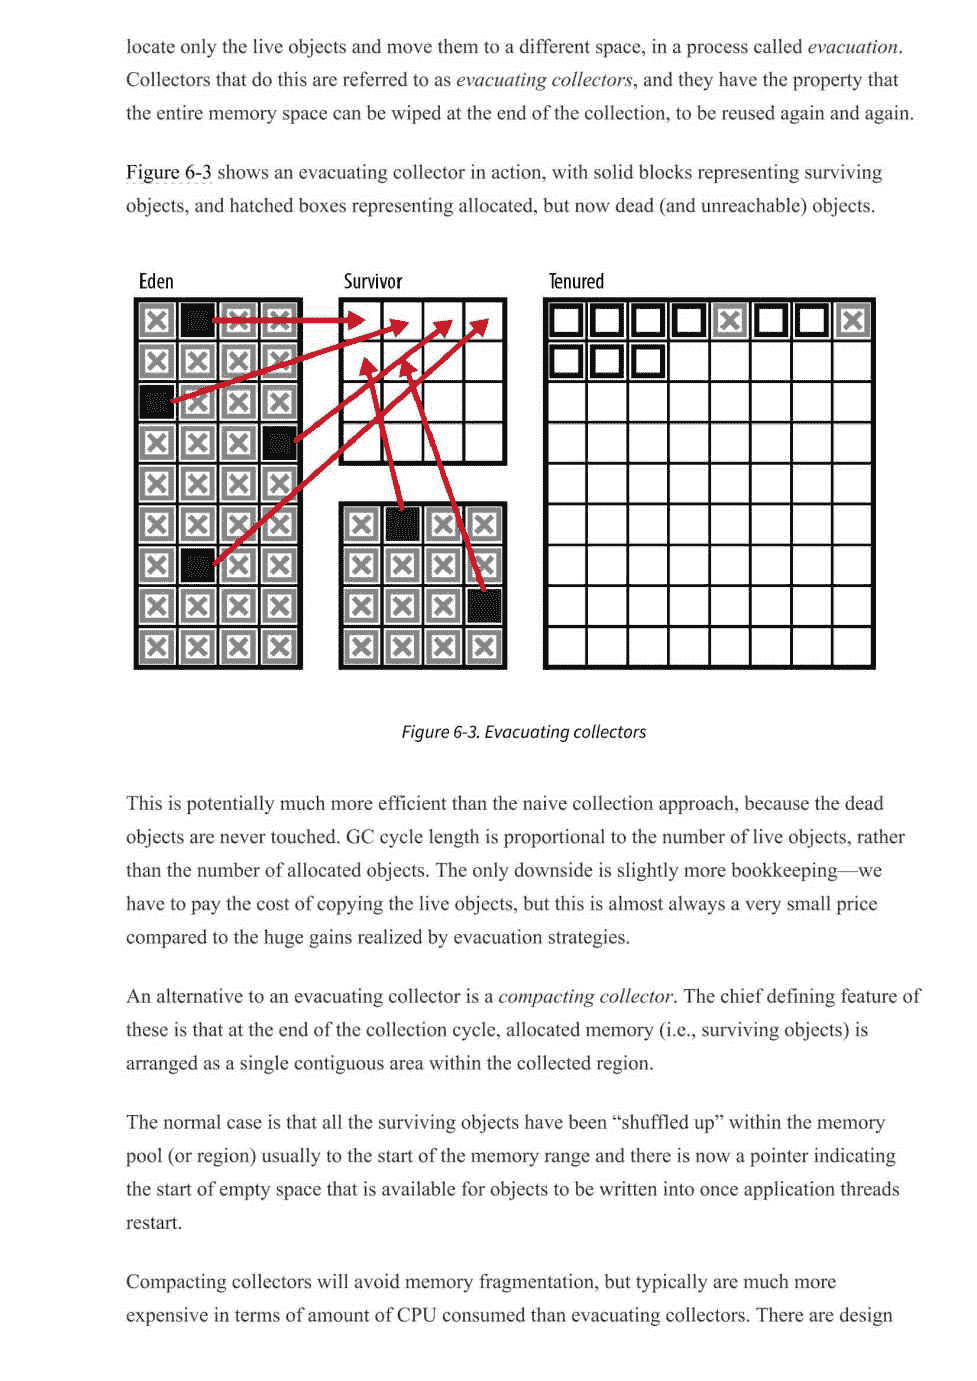 locate only the live objects and move them to a different space, in a process called evacuation.
Collectors that do this are referred to as evacuating collectors, and they have the property that
the entire memory space can be wiped at the end of the collection, to be reused again and again.
Figure 6-3 shows an evacuating collector in action, with solid blocks representing surviving
objects, and hatched boxes representing allocated, but now dead (and unreachable) objects.
Eden
Survivor
Tenured
Figure 6-3. Evacuating collectors
This is potentially much more efficient than the naive collection approach, because the dead
objects are never touched. GC cycle length is proportional to the number of live objects, rather
than the number of allocated objects. The only downside is slightly more bookkeeping—we
have to pay the cost of copying the live objects, but this is almost always a very small price
compared to the huge gains realized by evacuation strategies.
An alternative to an evacuating collector is a compacting collector. The chief defining feature of
these is that at the end of the collection cycle, allocated memory (i.e., surviving objects) is
arranged as a single contiguous area within the collected region.
The normal case is that all the surviving objects have been “shuffled up” within the memory
pool (or region) usually to the start of the memory range and there is now a pointer indicating
the start of empty space that is available for objects to be written into once application threads
restart.
Compacting collectors will avoid memory fragmentation, but typically are much more
expensive in terms of amount of CPU consumed than evacuating collectors. There are design